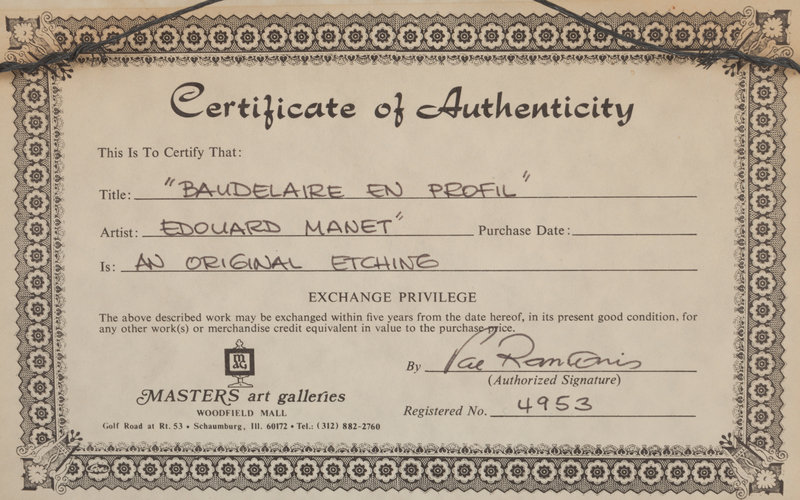 Certificate of Authenticity
This Is To Certify That:
Title: "BAUDELAIRE EN PROFIL"
Artist: EDOUARD MANET" Purchase Date:
Is: AN ORIGINAL ETCHING
EXCHANGE PRIVILEGE
The above described work may be exchanged within five years from the date hereof, in its present good condition, for
any other work(s) or merchandise credit equivalent in value to the purchase price.
MAG
By
MASTERS art galleries
(Authorized Signature)
WOODFIELD MALL
Registered No. 4953
Golf Road at Rt. 53 • Schaumburg, Ill. 60172 • Tel.: (312) 882-2760